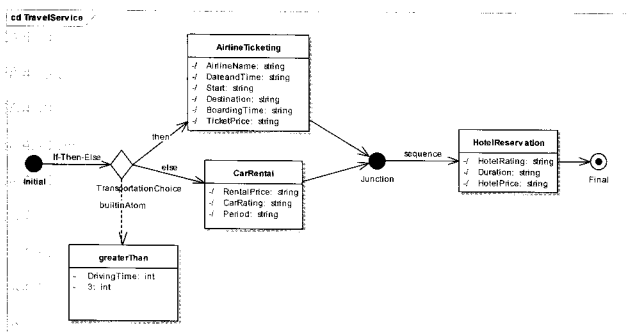 cd TravelService
AirlineTicketing
-/ AirlineName: string
-/ DateandTime: string
-/ Start: string
-/ Destination: string
-/ BoardingTime: string
-/ TicketPrice: string
then
If-Then-Else
else
Initial
TransportationChoice
builtinAtom
CarRental
-/ RentalPrice: string
-/ CarRating: string
-/ Period: string
Junction
sequence
HotelReservation
-/ HotelRating: string
-/ Duration: string
-/ HotelPrice: string
Final
greaterThan
- DrivingTime: int
- 3: int